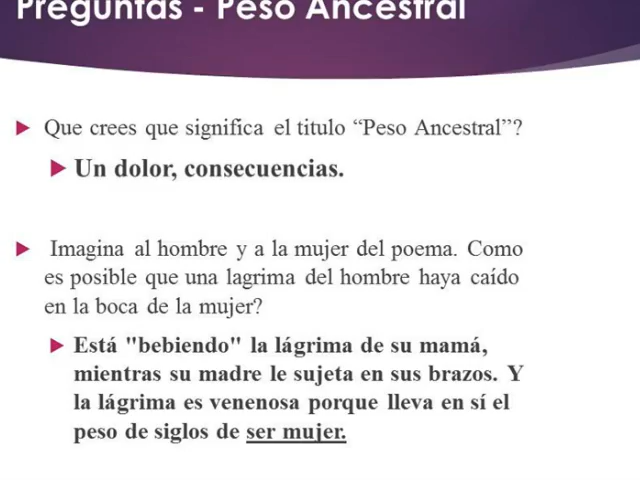 Preguntas - Peso Ancestral
Que crees que significa el titulo “Peso Ancestral”?
Un dolor, consecuencias.
Imagina al hombre y a la mujer del poema. Como
es posible que una lagrima del hombre haya caído
en la boca de la mujer?
Está "bebiendo" la lágrima de su mamá,
mientras su madre le sujeta en sus brazos. Y
la lágrima es venenosa porque lleva en sí el
peso de siglos de ser mujer.